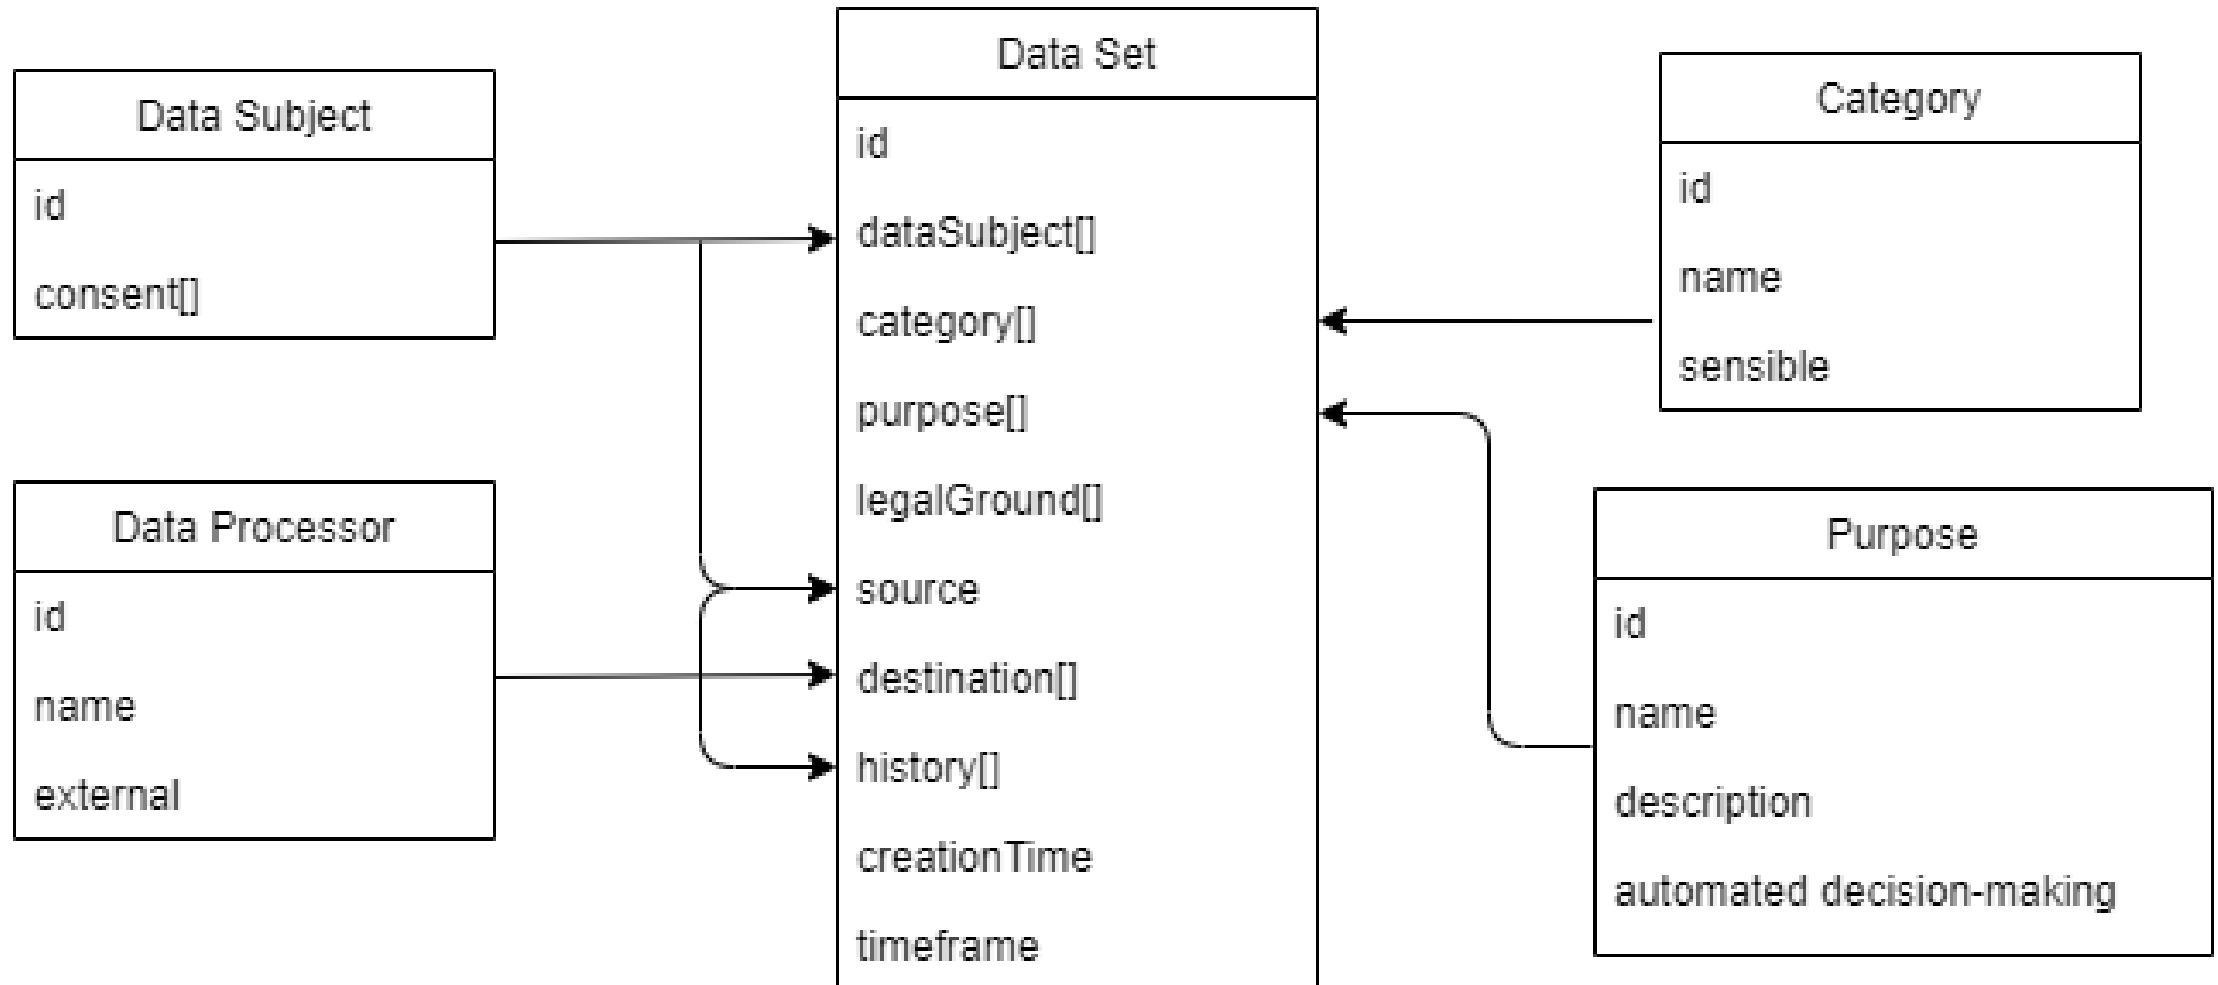 Data Subject
id
consent[]
Data Processor
id
name
external
Data Set
id
dataSubject[]
category[]
purpose[]
legalGround[]
source
destination[]
history[]
creationTime
timeframe
Category
id
name
sensible
Purpose
id
name
description
automated decision-making